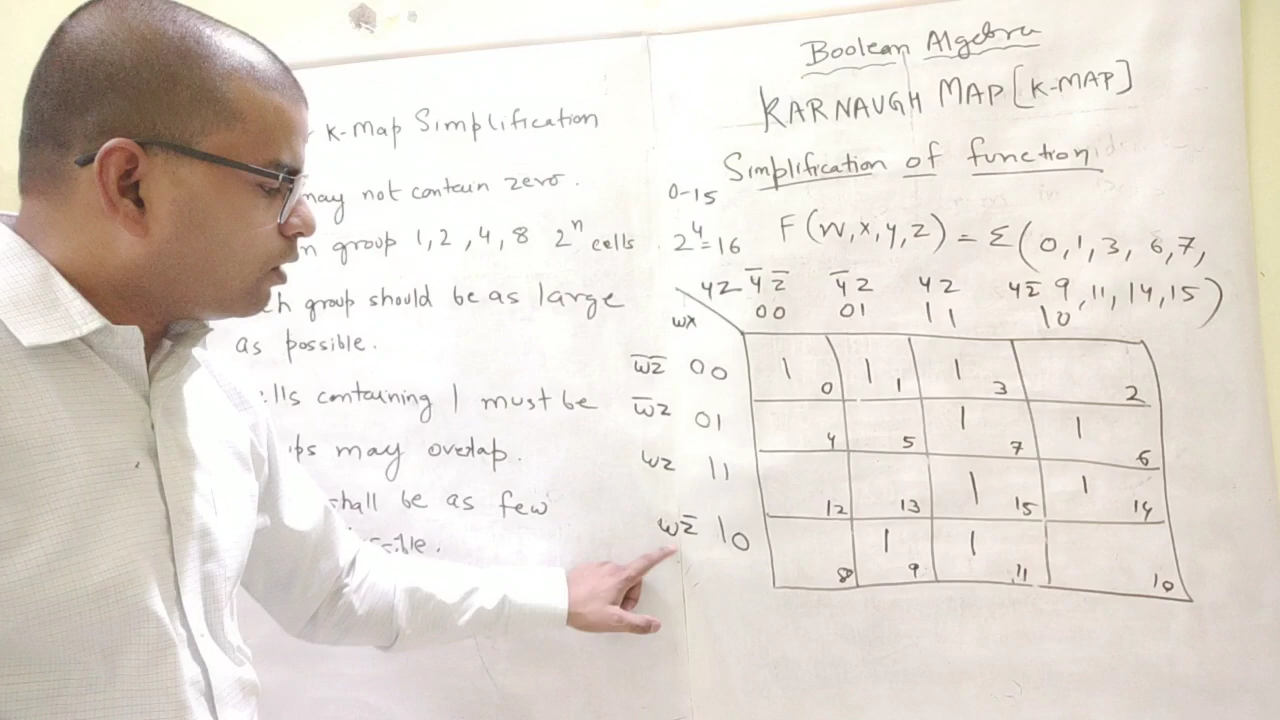 K-Map Simplification
may not contain zero.
group 1, 2, 4, 8 2ⁿ cells
group should be as large
as possible.
containing 1 must be
may overlap.
shall be as few
Boolean Algebra
KARNAUGH MAP [K-MAP]
Simplification of function
0-15
2⁴=16 F(W,X,Y,Z) = Σ(0,1,3, 6,7,
9, 11, 14, 15)
YZ Y̅Z̅ Y̅Z YZ YZ̅
00 01 11 10
WX
W̅Z̅ 00 1 0 1 1 1 3 2
W̅Z 01 4 5 1 7 1 6
WZ 11 12 13 1 15 1 14
WZ̅ 10 8 1 9 1 11 10